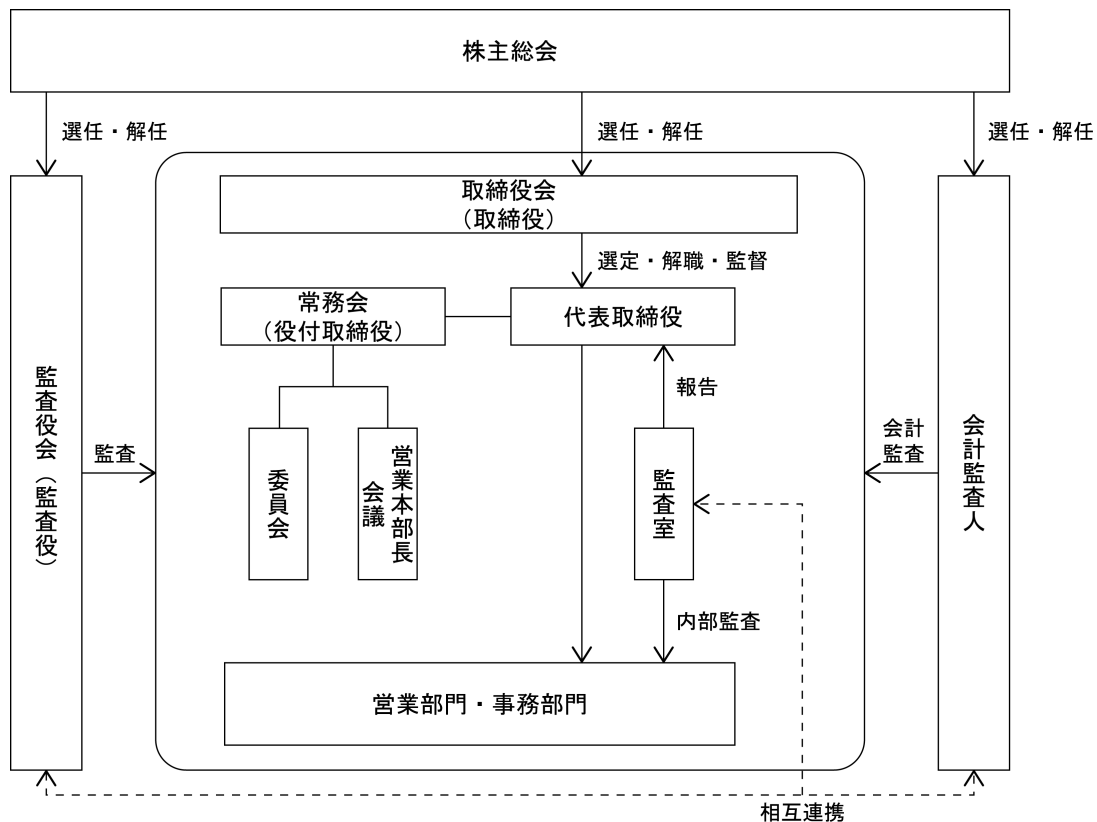 株主総会
選任・解任
選任・解任
選任・解任
取締役会
(取締役)
選定・解職・監督
常務会
(役付取締役)
代表取締役
監査役会(監査役)
監査
報告
委員会
営業本部長
会議
監査室
会計
監査
会計監査人
内部監査
営業部門・事務部門
相互連携